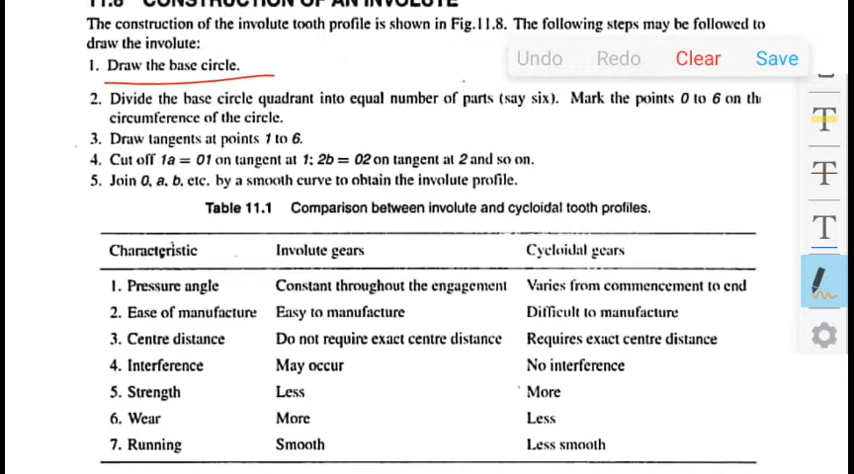 11.8 CONSTRUCTION OF AN INVOLUTE
The construction of the involute tooth profile is shown in Fig.11.8. The following steps may be followed to
draw the involute:
Undo Redo Clear Save
1. Draw the base circle.
2. Divide the base circle quadrant into equal number of parts (say six). Mark the points 0 to 6 on th
circumference of the circle.
3. Draw tangents at points 1 to 6.
4. Cut off 1a = 01 on tangent at 1; 2b = 02 on tangent at 2 and so on.
5. Join 0, a, b, etc. by a smooth curve to obtain the involute profile.
Table 11.1 Comparison between involute and cycloidal tooth profiles.
Characteristic Involute gears Cycloidal gears
1. Pressure angle Constant throughout the engagement Varies from commencement to end
2. Ease of manufacture Easy to manufacture Difficult to manufacture
3. Centre distance Do not require exact centre distance Requires exact centre distance
4. Interference May occur No interference
5. Strength Less More
6. Wear More Less
7. Running Smooth Less smooth
T
T
T